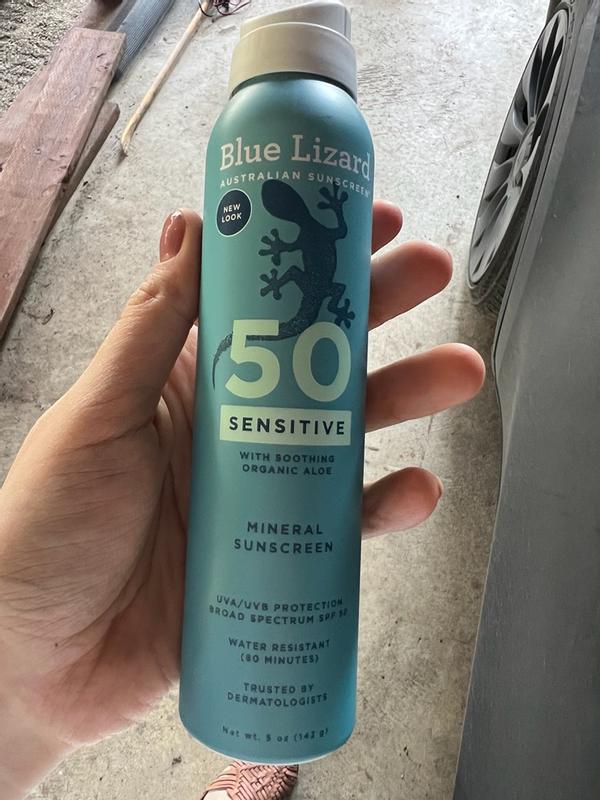 Blue Lizard
AUSTRALIAN SUNSCREEN®
NEW
LOOK
50
SENSITIVE
WITH SOOTHING
ORGANIC ALOE
MINERAL
SUNSCREEN
UVA/UVB PROTECTION
BROAD SPECTRUM SPF 50
WATER RESISTANT
(80 MINUTES)
TRUSTED BY
DERMATOLOGISTS
Net wt. 5 oz (142 g)